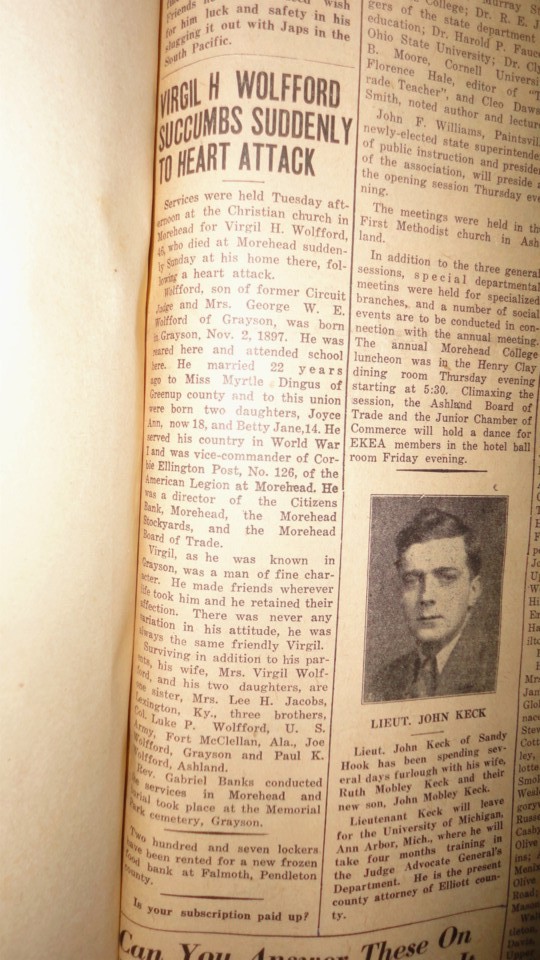 Friends
wish
for him luck and safety in his
slugging it out with Japs in the
South Pacific.
VIRGIL H WOLFFORD
SUCCUMBS SUDDENLY
TO HEART ATTACK
Services were held Tuesday aft-
ernoon at the Christian church in
Morehead for Virgil H. Wolfford,
who died at Morehead sudden-
ly Sunday at his home there, fol-
lowing a heart attack.
Wolfford, son of former Circuit
Judge and Mrs. George W. E.
Wolfford of Grayson, was born
in Grayson, Nov. 2, 1897. He was
reared here and attended school
here. He married 22 years
ago to Miss Myrtle Dingus of
Greenup county and to this union
were born two daughters, Joyce
Ann, now 18, and Betty Jane,14. He
served his country in World War
I and was vice-commander of Cor-
bie Ellington Post, No. 126, of the
American Legion at Morehead. He
was a director of the Citizens
Bank, Morehead, the Morehead
Stockyards, and the Morehead
Board of Trade.
Virgil, as he was known in
Grayson, was a man of fine char-
acter. He made friends wherever
life took him and he retained their
affection. There was never any
variation in his attitude, he was
always the same friendly Virgil.
Surviving in addition to his par-
ents, his wife, Mrs. Virgil Wolf-
ford, and his two daughters, are
one sister, Mrs. Lee H. Jacobs,
Lexington, Ky., three brothers,
Col. Luke P. Wolfford, U. S.
Army, Fort McClellan, Ala., Joe
Wolfford, Grayson and Paul K.
Wolfford, Ashland.
Rev. Gabriel Banks conducted
the services in Morehead and
burial took place at the Memorial
Park cemetery, Grayson.
Two hundred and seven lockers
have been rented for a new frozen
food bank at Falmoth, Pendleton
county.
Is your subscription paid up?
Can You Answer These On
College; Dr. R. E. J
gers of the state department
education; Dr. Harold P. Fauc
Ohio State University; Dr. Cly
B. Moore, Cornell Universi
Florence Hale, editor of "T
rade Teacher", and Cleo Daws
Smith, noted author and lecture
John F. Williams, Paintsvil
newly-elected state superintende
of public instruction and preside
of the association, will preside a
the opening session Thursday eve
ning.
The meetings were held in th
First Methodist church in Ash
land.
In addition to the three general
sessions, special departmental
meetins were held for specialized
branches, and a number of social
events are to be conducted in con-
nection with the annual meeting.
The annual Morehead College
luncheon was in the Henry Clay
dining room Thursday evening
starting at 5:30. Climaxing the
session, the Ashland Board of
Trade and the Junior Chamber of
Commerce will hold a dance for
EKEA members in the hotel ball
room Friday evening.
LIEUT. JOHN KECK
Lieut. John Keck of Sandy
Hook has been spending sev-
eral days furlough with his wife,
Ruth Mobley Keck and their
new son, John Mobley Keck.
Lieutenant Keck will leave
for the University of Michigan,
Ann Arbor, Mich., where he will
take four months training in
the Judge Advocate General's
Department. He is the present
county attorney of Elliott coun-
ty.